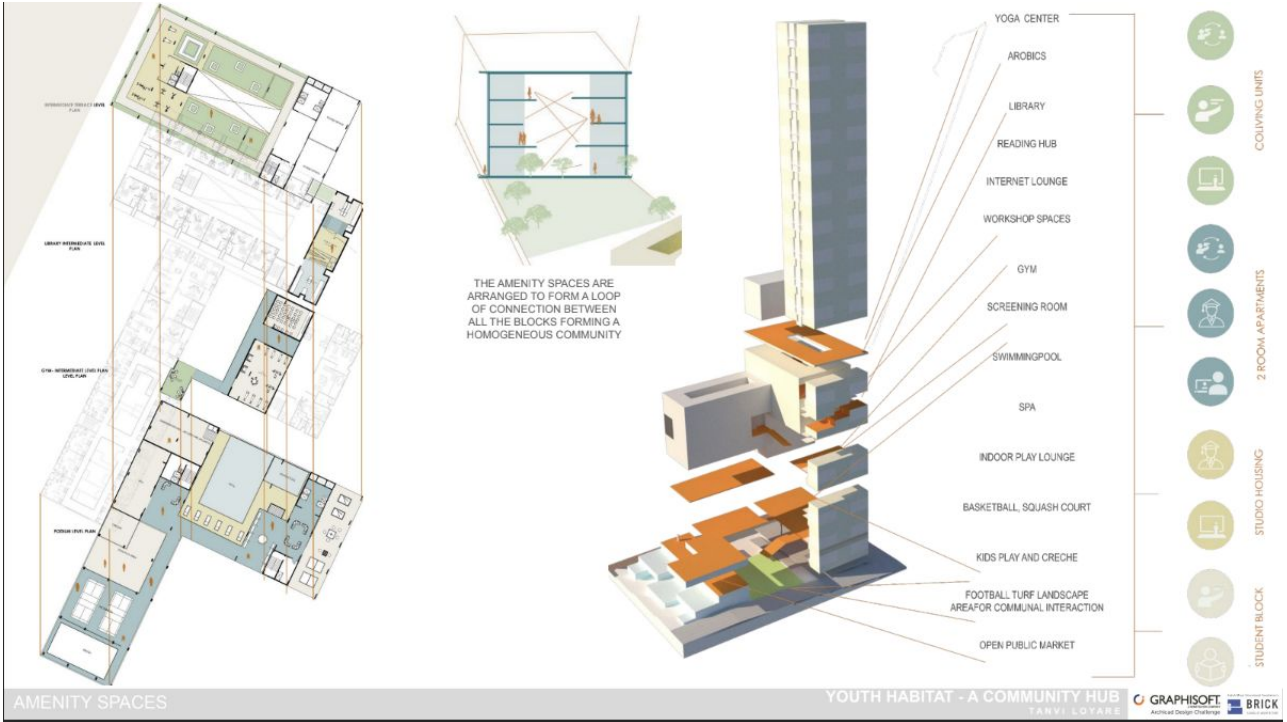 INTERMEDIATE TERRACE LEVEL
PLAN
LIBRARY INTERMEDIATE LEVEL
PLAN
GYM- INTERMEDIATE LEVEL PLAN
LEVEL PLAN
PODIUM LEVEL PLAN
THE AMENITY SPACES ARE
ARRANGED TO FORM A LOOP
OF CONNECTION BETWEEN
ALL THE BLOCKS FORMING A
HOMOGENEOUS COMMUNITY
YOGA CENTER
AROBICS
LIBRARY
READING HUB
INTERNET LOUNGE
WORKSHOP SPACES
GYM
SCREENING ROOM
SWIMMINGPOOL
SPA
INDOOR PLAY LOUNGE
BASKETBALL, SQUASH COURT
KIDS PLAY AND CRECHE
FOOTBALL TURF LANDSCAPE
AREAFOR COMMUNAL INTERACTION
OPEN PUBLIC MARKET
COLIVING UNITS
2 ROOM APARTMENTS
STUDIO HOUSING
STUDENT BLOCK
AMENITY SPACES
YOUTH HABITAT - A COMMUNITY HUB
TANVI LOYARE
GRAPHISOFT
Archicad Design Challenge
BRICK